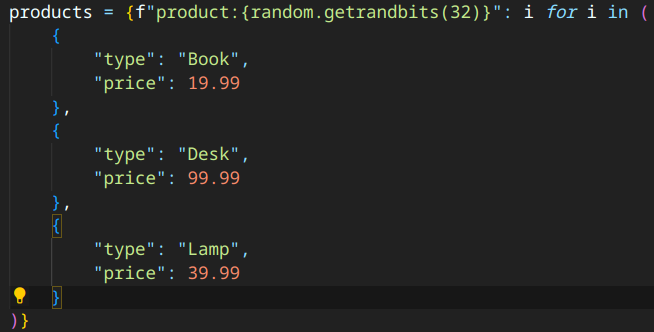 products = {f"product:{random.getrandbits(32)}": i for i in (
    {
        "type": "Book",
        "price": 19.99
    },
    {
        "type": "Desk",
        "price": 99.99
    },
    {
        "type": "Lamp",
        "price": 39.99
    }
)}